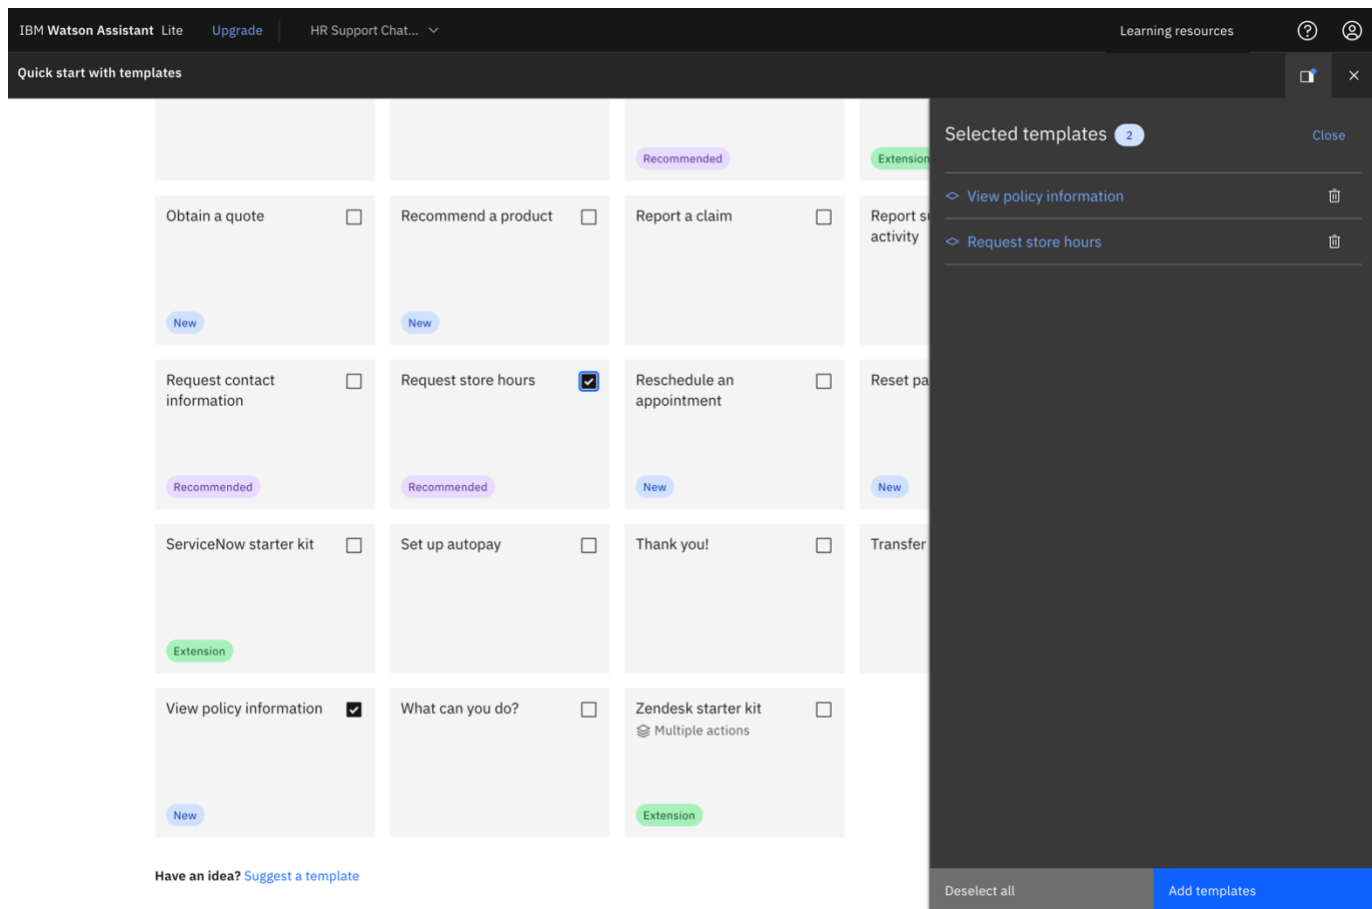 IBM Watson Assistant Lite Upgrade HR Support Chat... Learning resources
Quick start with templates
Recommended
Extension
Obtain a quote
New
Recommend a product
New
Report a claim
Report s
activity
Request contact
information
Recommended
Request store hours
Recommended
Reschedule an
appointment
New
Reset pa
New
ServiceNow starter kit
Extension
Set up autopay
Thank you!
Transfer
View policy information
New
What can you do?
Zendesk starter kit
Multiple actions
Extension
Have an idea? Suggest a template
Selected templates 2
Close
View policy information
Request store hours
Deselect all
Add templates